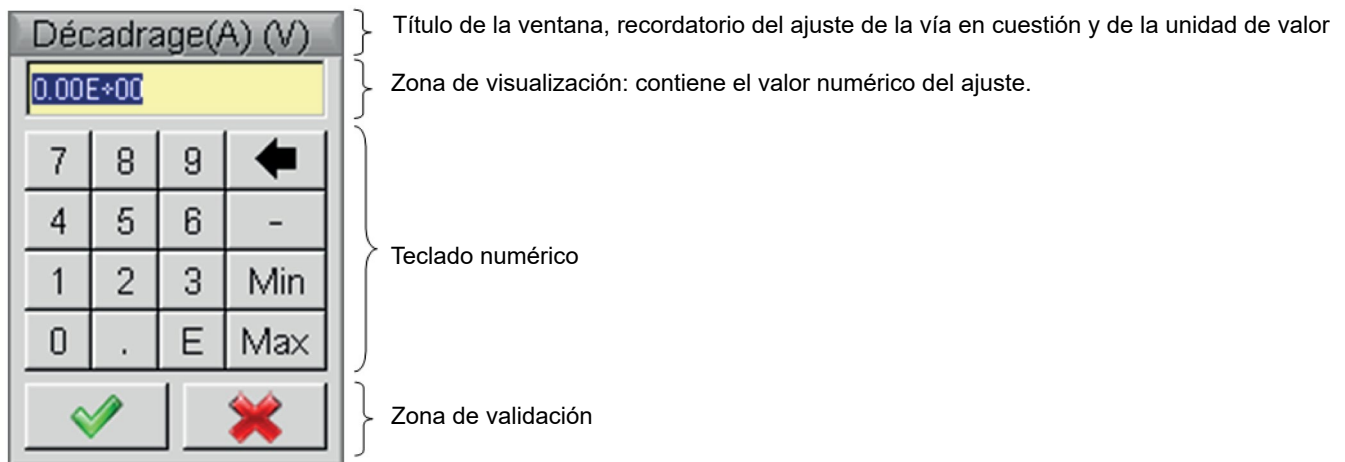 Décadrage(A) (V)
Título de la ventana, recordatorio del ajuste de la vía en cuestión y de la unidad de valor
0.00E+00
Zona de visualización: contiene el valor numérico del ajuste.
7 8 9
4 5 6 -
1 2 3 Min
0 . E Max
Teclado numérico
Zona de validación